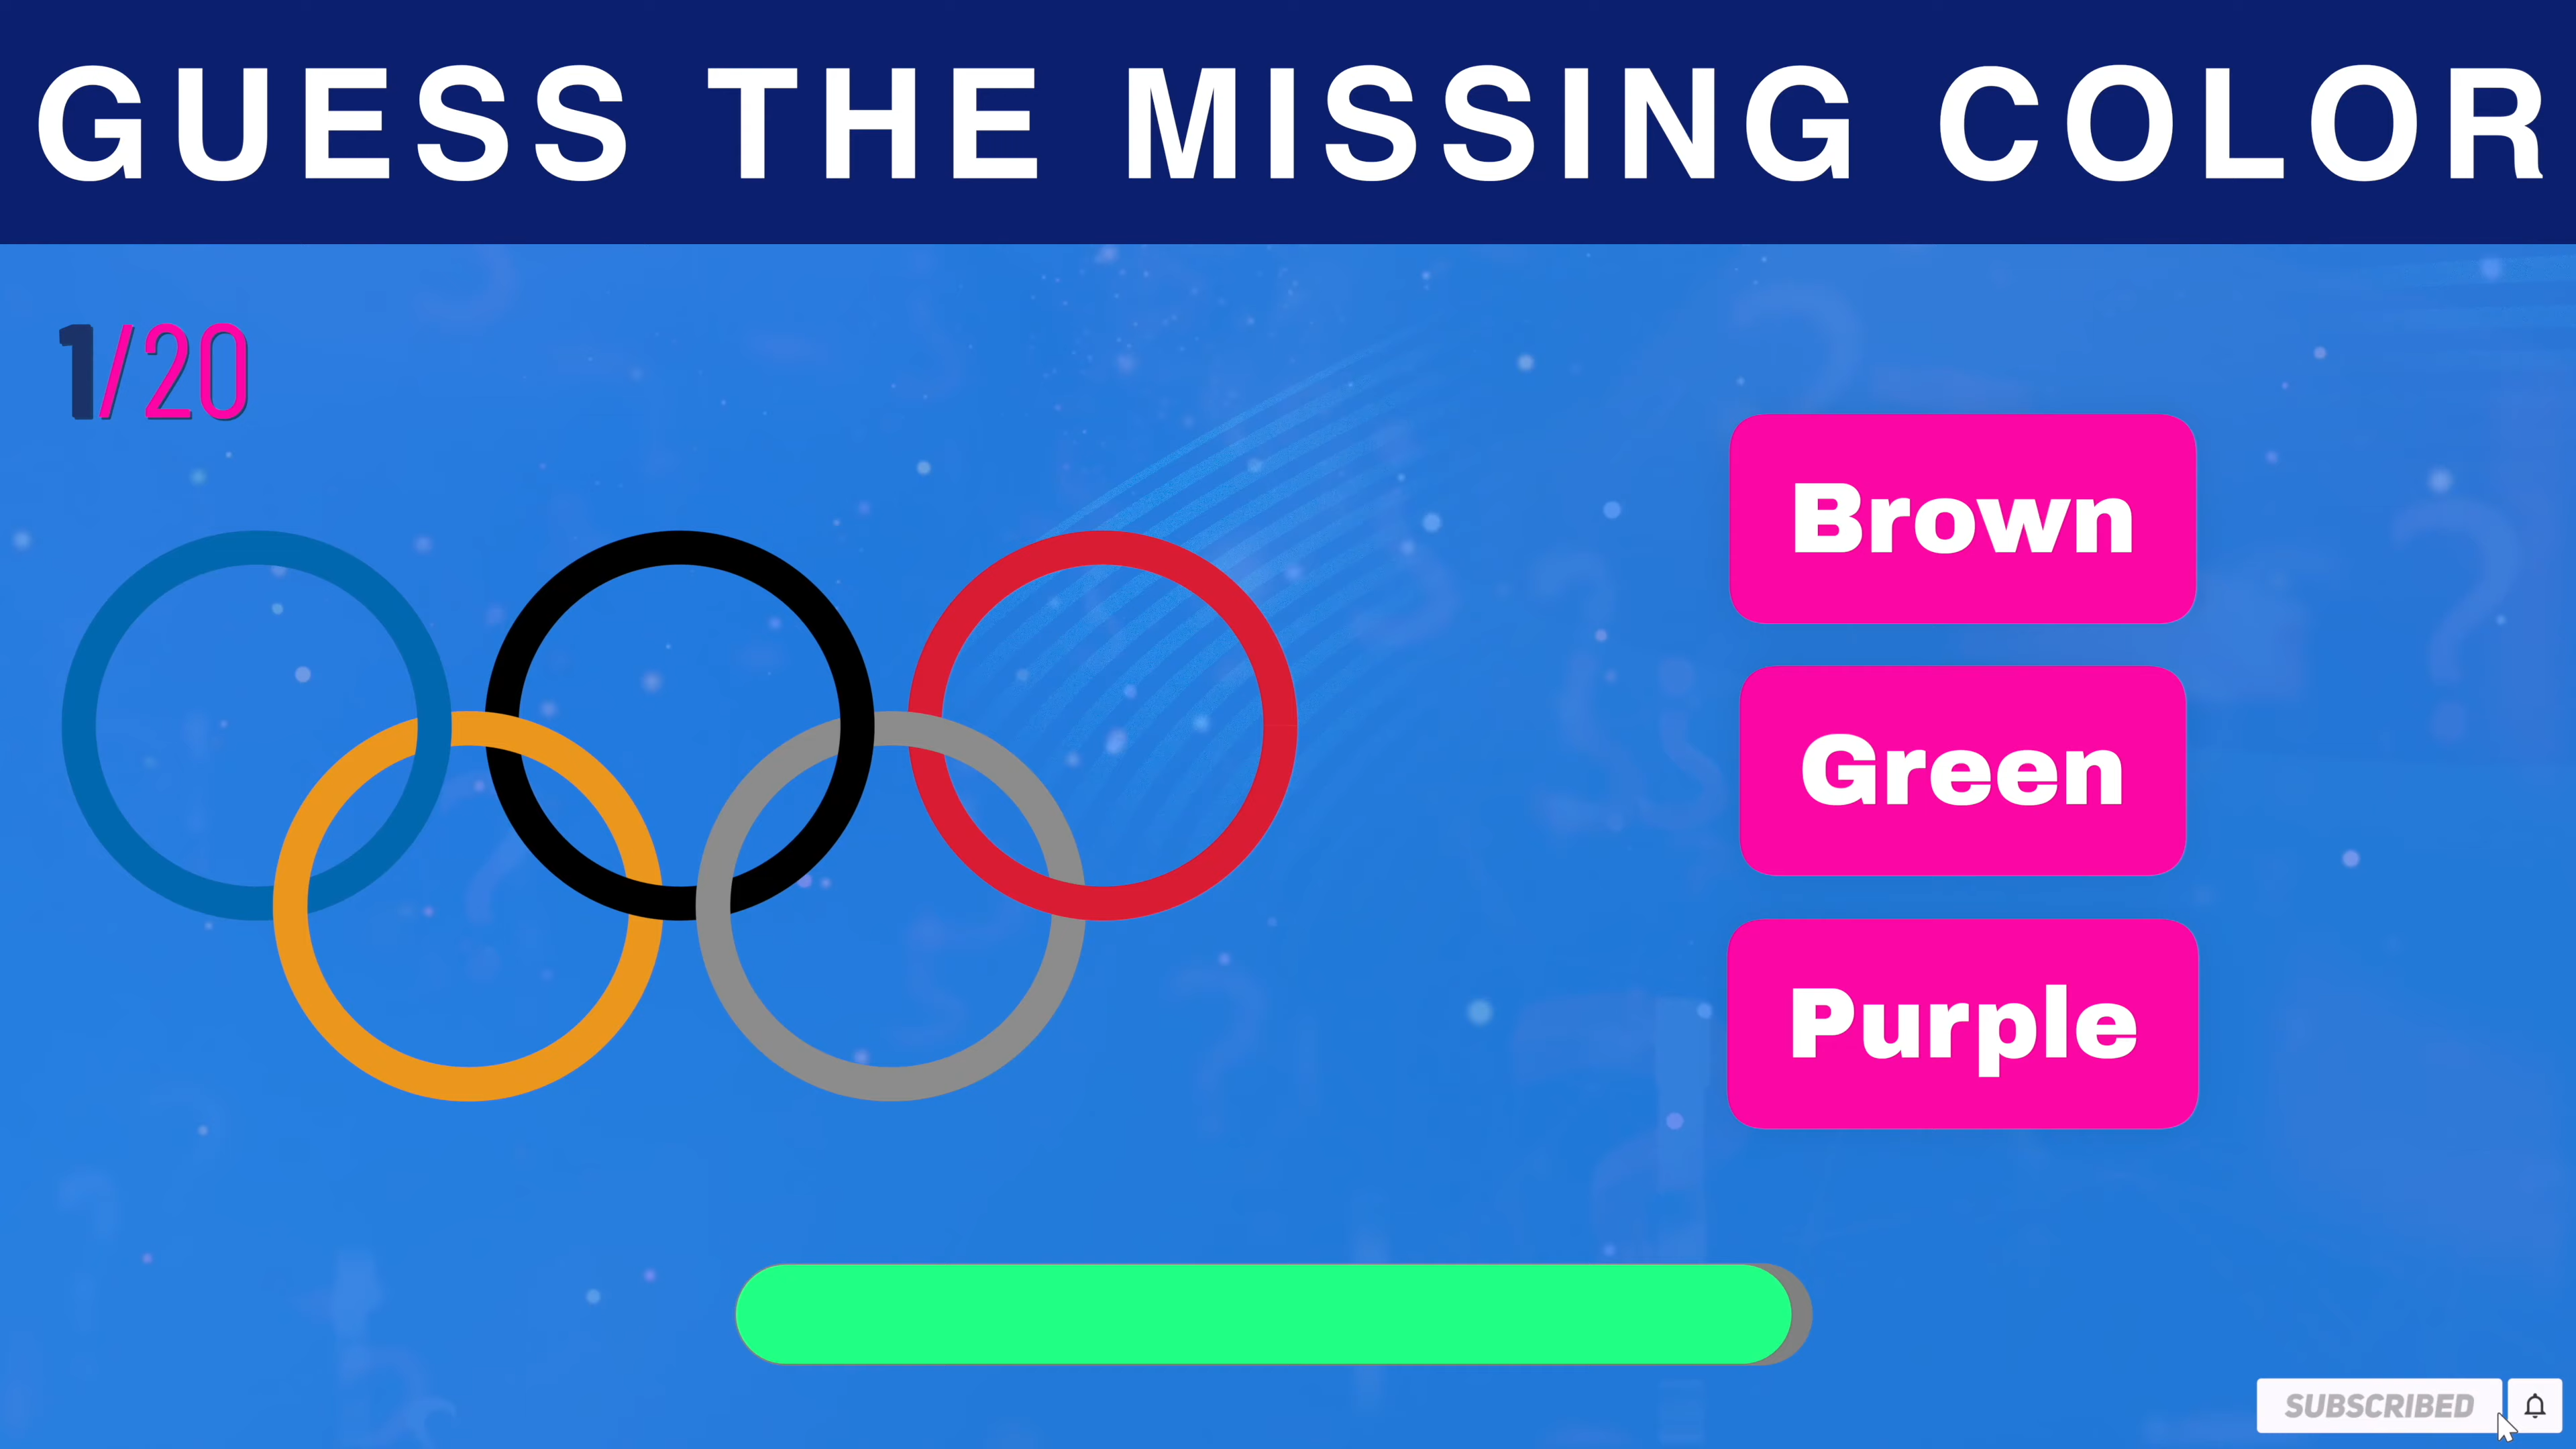 GUESS THE MISSING COLOR
1/20
Brown
Green
Purple
SUBSCRIBED